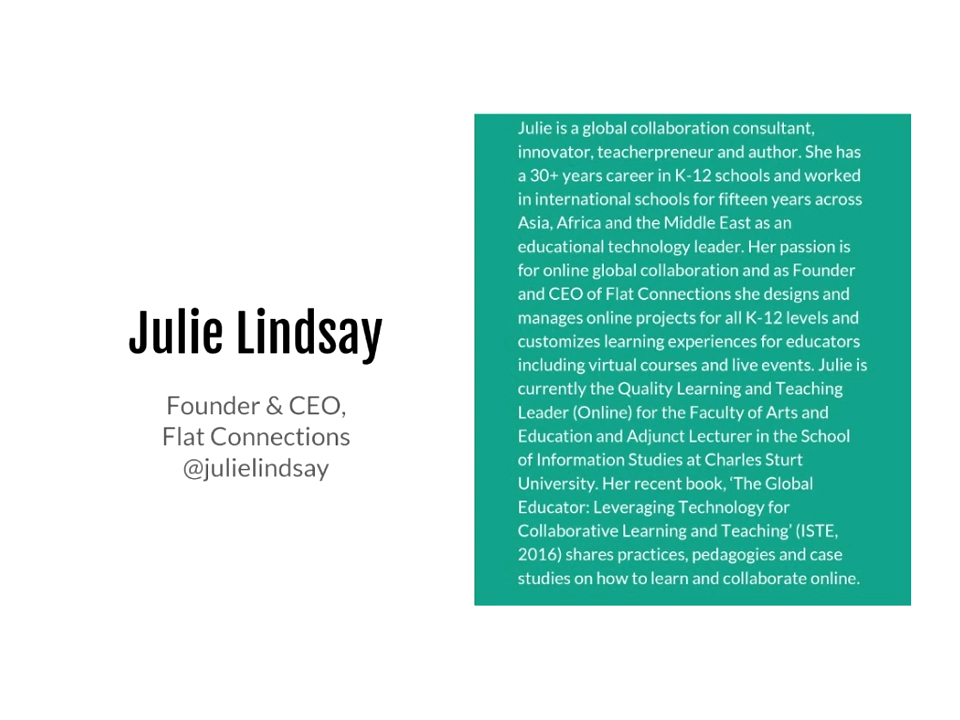 Julie Lindsay
Founder & CEO,
Flat Connections
@julielindsay
Julie is a global collaboration consultant,
innovator, teacherpreneur and author. She has
a 30+ years career in K-12 schools and worked
in international schools for fifteen years across
Asia, Africa and the Middle East as an
educational technology leader. Her passion is
for online global collaboration and as Founder
and CEO of Flat Connections she designs and
manages online projects for all K-12 levels and
customizes learning experiences for educators
including virtual courses and live events. Julie is
currently the Quality Learning and Teaching
Leader (Online) for the Faculty of Arts and
Education and Adjunct Lecturer in the School
of Information Studies at Charles Sturt
University. Her recent book, ‘The Global
Educator: Leveraging Technology for
Collaborative Learning and Teaching’ (ISTE,
2016) shares practices, pedagogies and case
studies on how to learn and collaborate online.